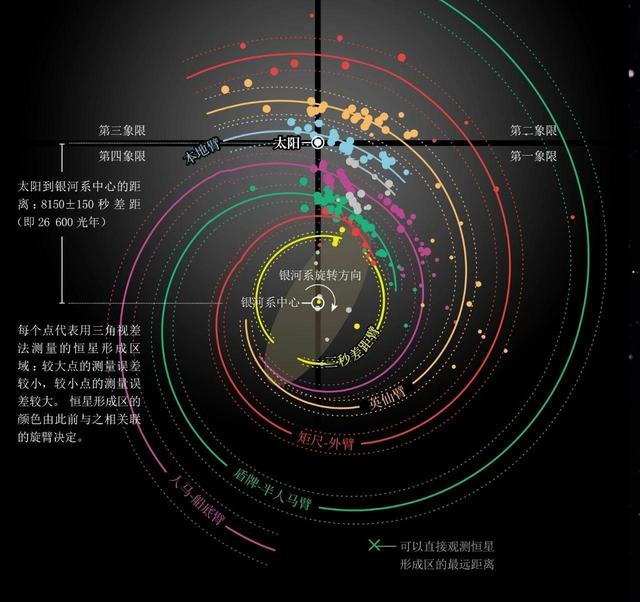 第三象限
第二象限
太阳
本地臂
第四象限
第一象限
太阳到银河系中心的距
离：8150±150 秒 差 距
（即 26 600 光年）
银河系旋转方向
银河系中心
每个点代表用三角视差
法测量的恒星形成区
域：较大点的测量误差
较小，较小点的测量误
差较大。 恒星形成区的
颜色由此前与之相关联
的旋臂决定。
三秒差距臂
英仙臂
矩尺-外臂
盾牌-半人马臂
人马-船底臂
可以直接观测恒星
形成区的最远距离